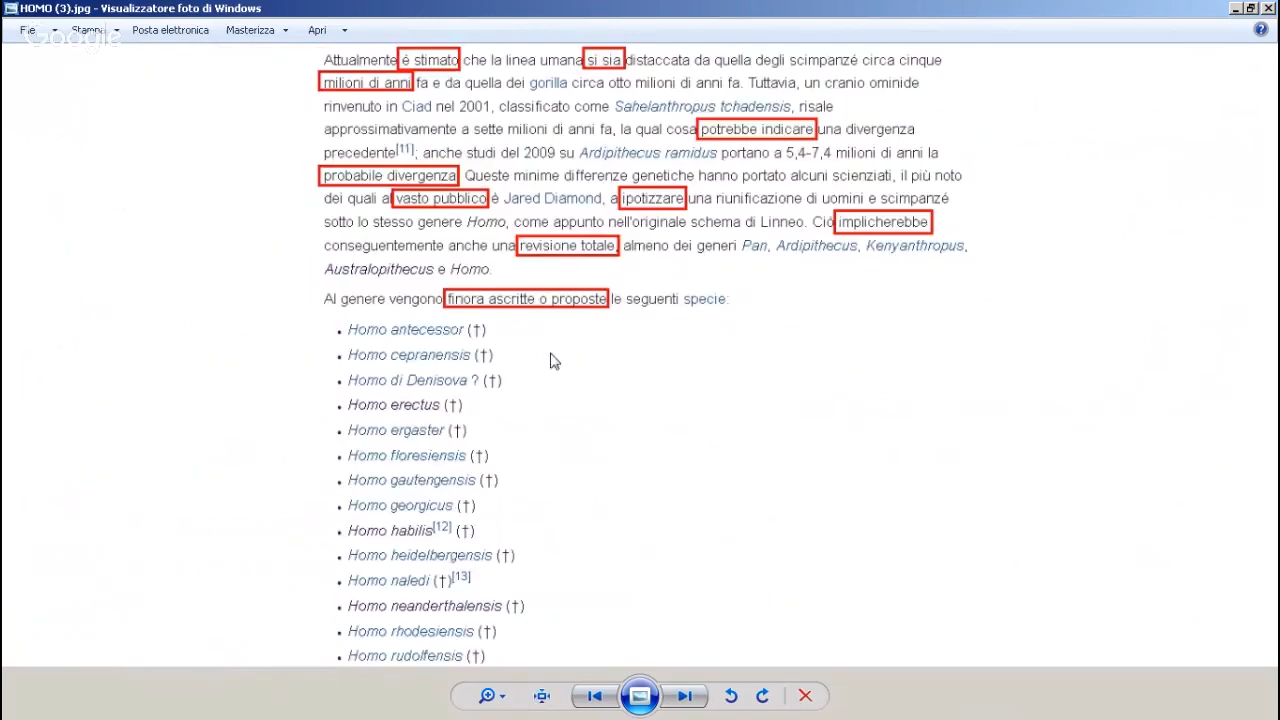 HOMO (3).jpg - Visualizzatore foto di Windows
File Stampa Posta elettronica Masterizza Apri
Google
Attualmente é stimato che la linea umana si sia distaccata da quella degli scimpanzé circa cinque
milioni di anni fa e da quella dei gorilla circa otto milioni di anni fa. Tuttavia, un cranio ominide
rinvenuto in Ciad nel 2001, classificato come Sahelanthropus tchadensis, risale
approssimativamente a sette milioni di anni fa, la qual cosa potrebbe indicare una divergenza
precedente[11]; anche studi del 2009 su Ardipithecus ramidus portano a 5,4-7,4 milioni di anni la
probabile divergenza. Queste minime differenze genetiche hanno portato alcuni scienziati, il più noto
dei quali al vasto pubblico è Jared Diamond, a ipotizzare una riunificazione di uomini e scimpanzé
sotto lo stesso genere Homo, come appunto nell'originale schema di Linneo. Ciò implicherebbe
conseguentemente anche una revisione totale, almeno dei generi Pan, Ardipithecus, Kenyanthropus,
Australopithecus e Homo.
Al genere vengono finora ascritte o proposte le seguenti specie:
• Homo antecessor (†)
• Homo cepranensis (†)
• Homo di Denisova ? (†)
• Homo erectus (†)
• Homo ergaster (†)
• Homo floresiensis (†)
• Homo gautengensis (†)
• Homo georgicus (†)
• Homo habilis[12] (†)
• Homo heidelbergensis (†)
• Homo naledi (†)[13]
• Homo neanderthalensis (†)
• Homo rhodesiensis (†)
• Homo rudolfensis (†)